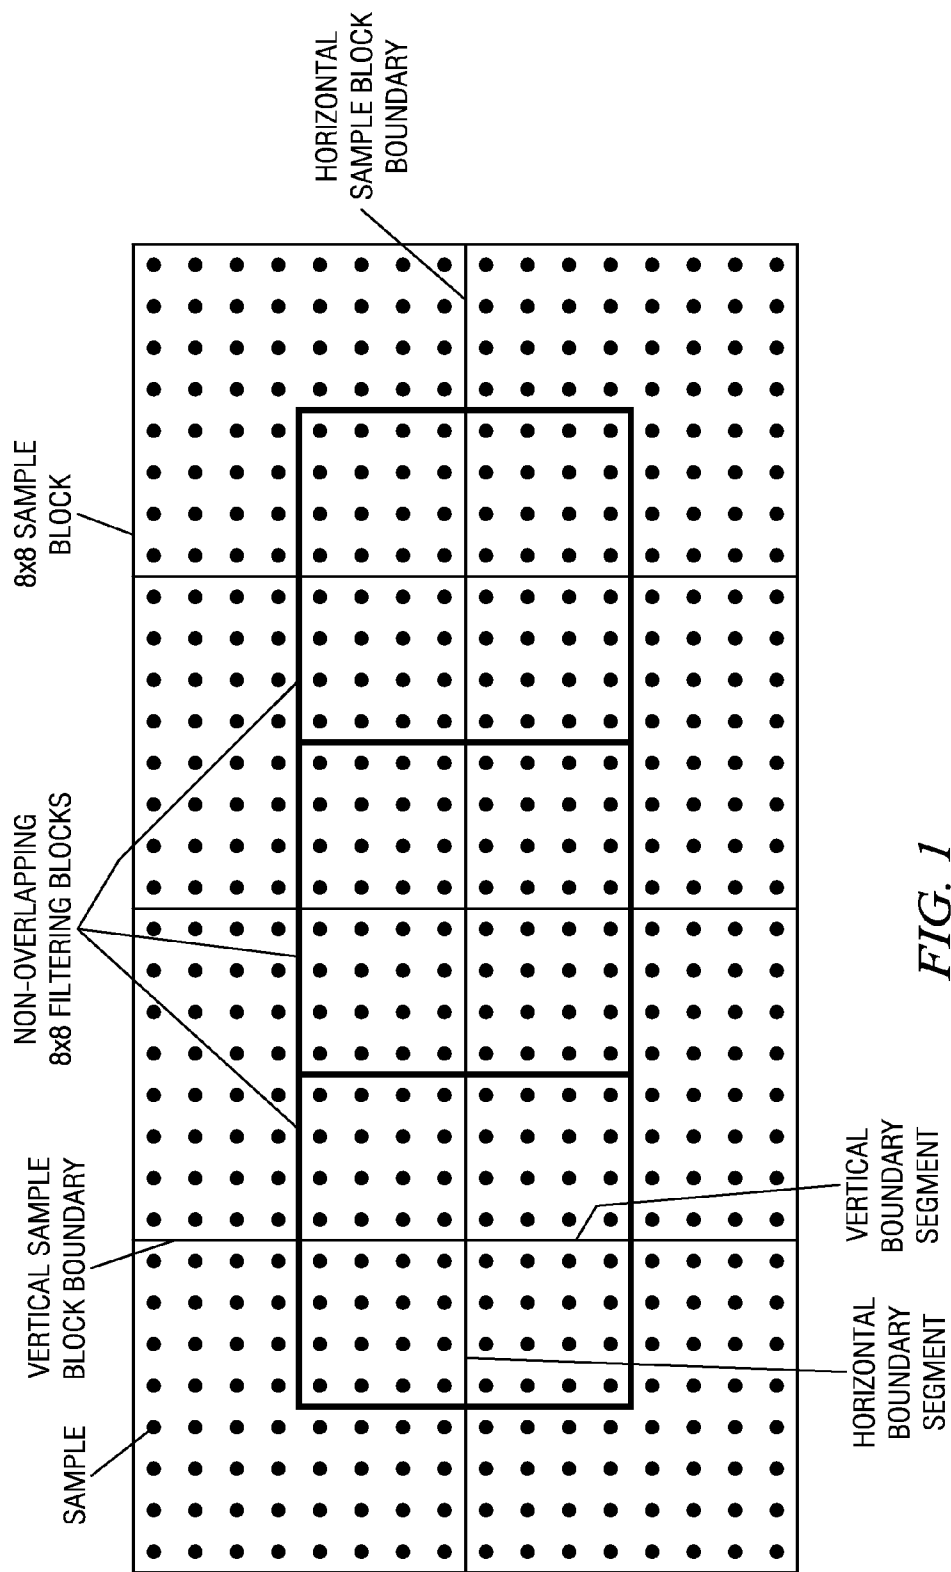 SAMPLE
VERTICAL SAMPLE
BLOCK BOUNDARY
NON-OVERLAPPING
8x8 FILTERING BLOCKS
8x8 SAMPLE
BLOCK
HORIZONTAL
SAMPLE BLOCK
BOUNDARY
HORIZONTAL
BOUNDARY
SEGMENT
VERTICAL
BOUNDARY
SEGMENT
FIG. 1